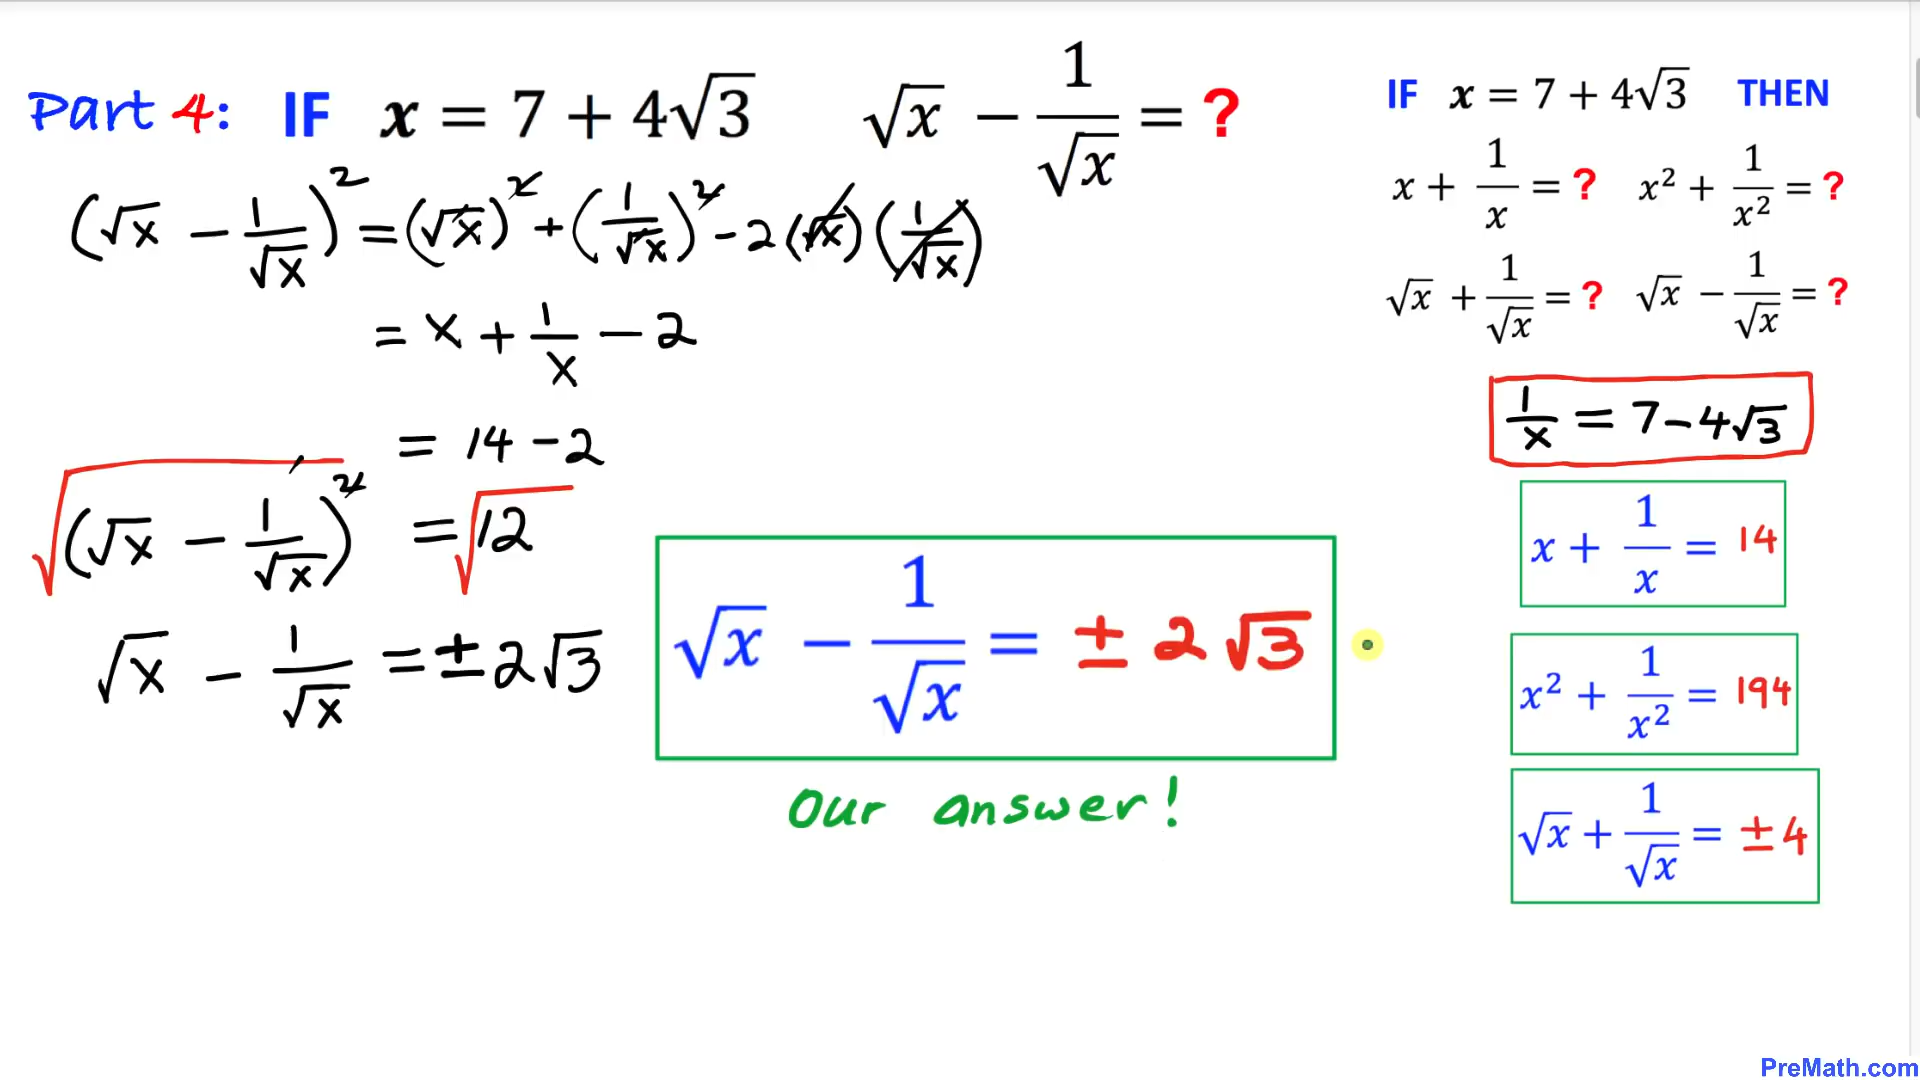 Part 4: IF x = 7 + 4√3 √x − 1/√x = ?
(√x − 1/√x)² = (√x)² + (1/√x)² − 2(√x)(1/√x)
= x + 1/x − 2
= 14 − 2
√(√x − 1/√x)² = √12
√x − 1/√x = ± 2√3
√x − 1/√x = ± 2√3
Our answer!
IF x = 7 + 4√3 THEN
x + 1/x = ? x² + 1/x² = ?
√x + 1/√x = ? √x − 1/√x = ?
1/x = 7 − 4√3
x + 1/x = 14
x² + 1/x² = 194
√x + 1/√x = ± 4
PreMath.com